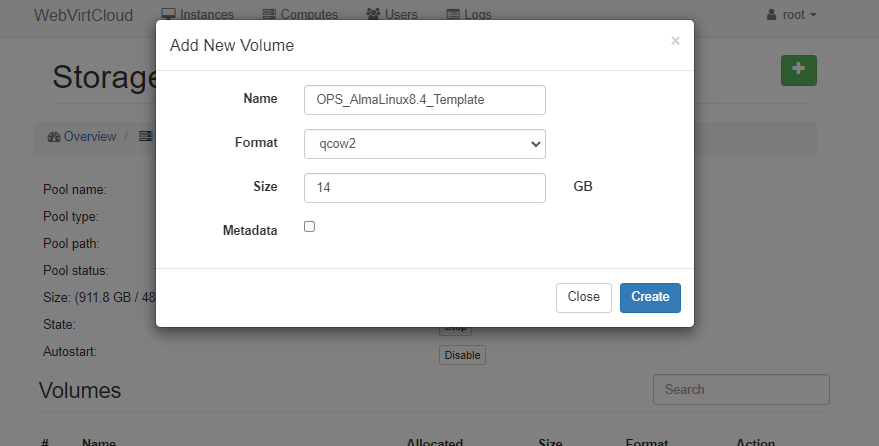 WebVirtCloud Instances Computes Users Logs root
Add New Volume ×
Storage
Name OPS_AlmaLinux8.4_Template
Format qcow2
Overview /
Size 14 GB
Pool name:
Pool type:
Metadata
Pool path:
Pool status:
Size: (911.8 GB / 48
Close Create
State: Stop
Autostart: Disable
Volumes Search
# Name Allocated Size Format Action